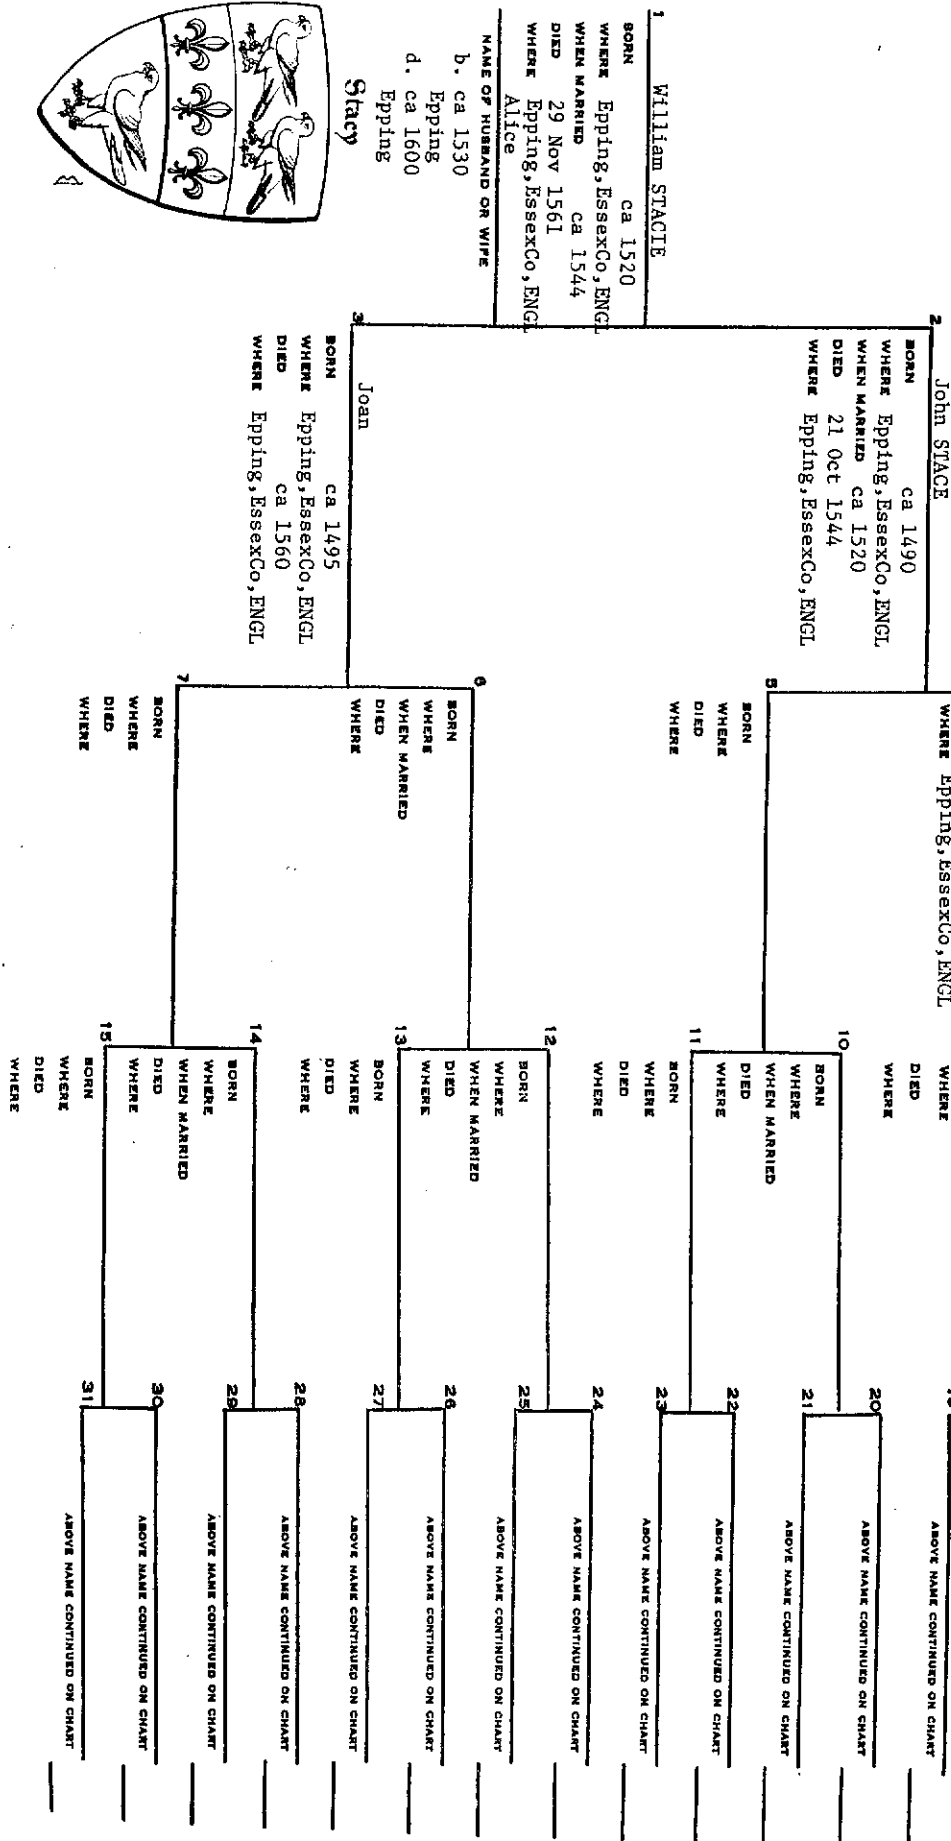 1 William STACIE
BORN ca 1520
WHERE Epping,EssexCo,ENGL
WHEN MARRIED ca 1544
DIED 29 Nov 1561
WHERE Epping,EssexCo,ENGL
Alice
NAME OF HUSBAND OR WIFE
b. ca 1530
Epping
d. ca 1600
Epping
Stacy
2 John STACE
BORN ca 1490
WHERE Epping,EssexCo,ENGL
WHEN MARRIED ca 1520
DIED 21 Oct 1544
WHERE Epping,EssexCo,ENGL
3 Joan
BORN ca 1495
WHERE Epping,EssexCo,ENGL
DIED ca 1560
WHERE Epping,EssexCo,ENGL
WHERE Epping,EssexCo,ENGL
5
BORN
WHERE
DIED
WHERE
6
BORN
WHERE
WHEN MARRIED
DIED
WHERE
7
BORN
WHERE
DIED
WHERE
WHERE
DIED
WHERE
10
BORN
WHERE
WHEN MARRIED
DIED
WHERE
11
BORN
WHERE
DIED
WHERE
12
BORN
WHERE
WHEN MARRIED
DIED
WHERE
13
BORN
WHERE
DIED
WHERE
14
BORN
WHERE
WHEN MARRIED
DIED
WHERE
15
BORN
WHERE
DIED
WHERE
ABOVE NAME CONTINUED ON CHART
20
ABOVE NAME CONTINUED ON CHART
21
ABOVE NAME CONTINUED ON CHART
22
ABOVE NAME CONTINUED ON CHART
23
ABOVE NAME CONTINUED ON CHART
24
ABOVE NAME CONTINUED ON CHART
25
ABOVE NAME CONTINUED ON CHART
26
ABOVE NAME CONTINUED ON CHART
27
ABOVE NAME CONTINUED ON CHART
28
ABOVE NAME CONTINUED ON CHART
29
ABOVE NAME CONTINUED ON CHART
30
ABOVE NAME CONTINUED ON CHART
31
ABOVE NAME CONTINUED ON CHART